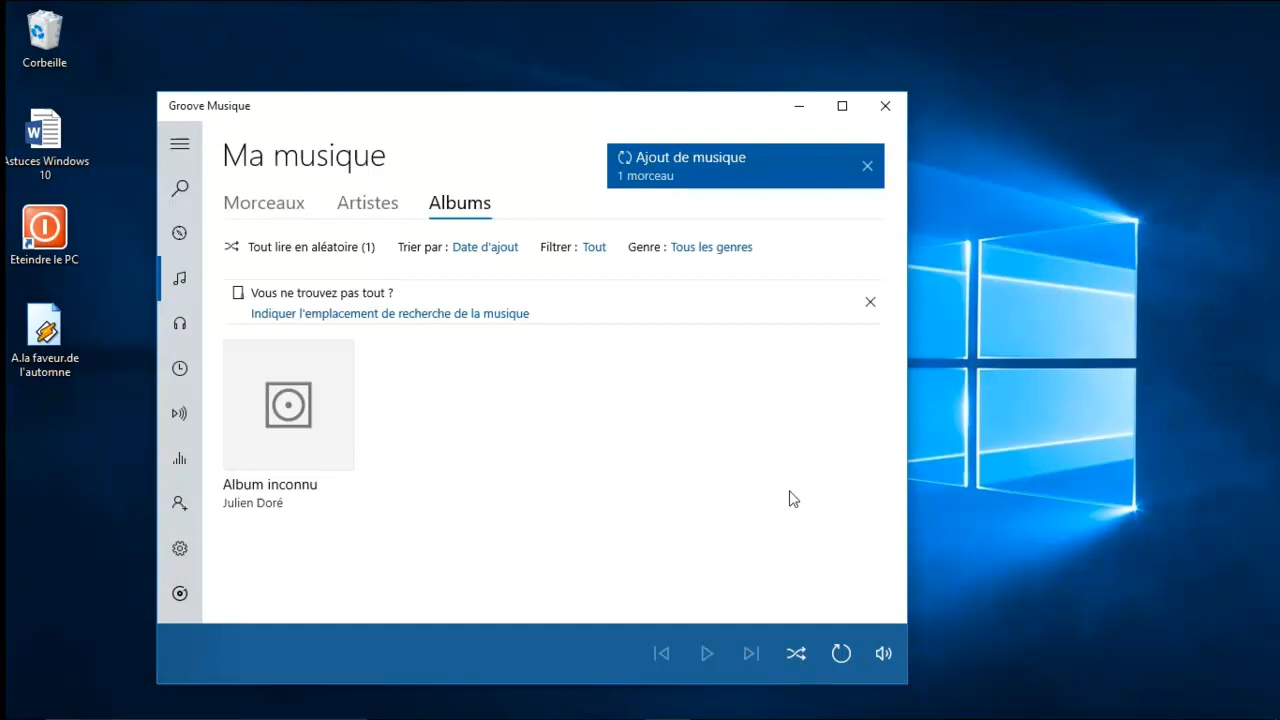 Corbeille
Astuces Windows
10
Eteindre le PC
A.la faveur.de
l'automne
Groove Musique
Ma musique
Ajout de musique
1 morceau
Morceaux Artistes Albums
Tout lire en aléatoire (1) Trier par : Date d'ajout Filtrer : Tout Genre : Tous les genres
Vous ne trouvez pas tout ?
Indiquer l'emplacement de recherche de la musique
Album inconnu
Julien Doré